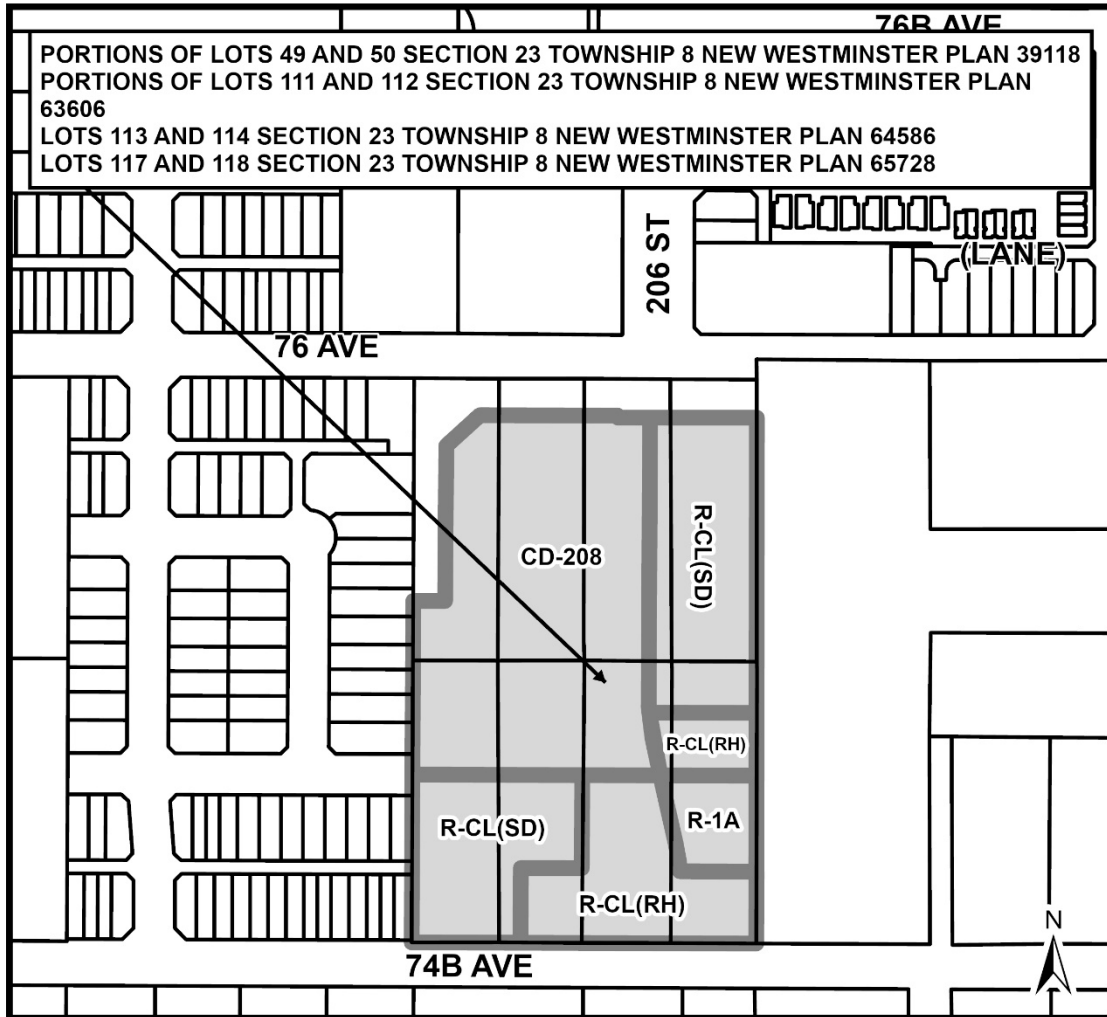 76B AVE
PORTIONS OF LOTS 49 AND 50 SECTION 23 TOWNSHIP 8 NEW WESTMINSTER PLAN 39118
PORTIONS OF LOTS 111 AND 112 SECTION 23 TOWNSHIP 8 NEW WESTMINSTER PLAN
63606
LOTS 113 AND 114 SECTION 23 TOWNSHIP 8 NEW WESTMINSTER PLAN 64586
LOTS 117 AND 118 SECTION 23 TOWNSHIP 8 NEW WESTMINSTER PLAN 65728
206 ST
(LANE)
76 AVE
CD-208
R-CL(SD)
R-CL(RH)
R-CL(SD)
R-1A
R-CL(RH)
74B AVE
N